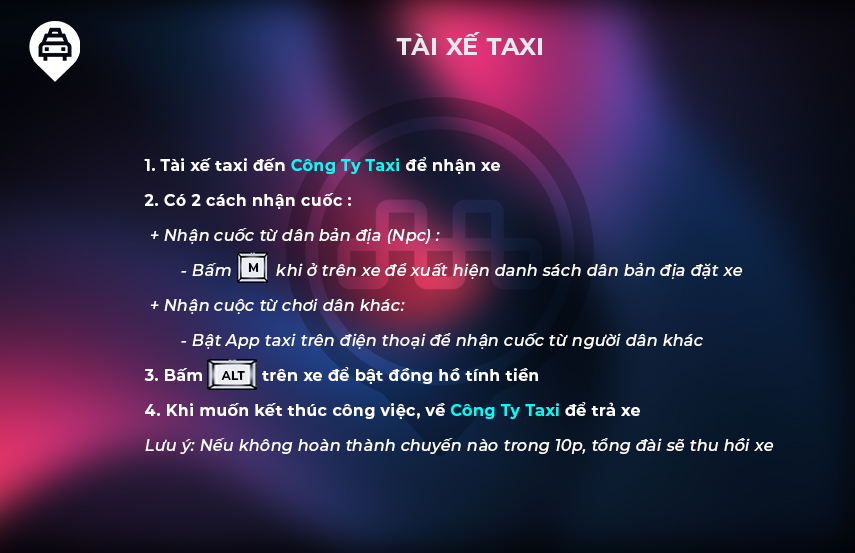 TÀI XẾ TAXI
1. Tài xế taxi đến Công Ty Taxi để nhận xe
2. Có 2 cách nhận cuốc :
+ Nhận cuốc từ dân bản địa (Npc) :
- Bấm M khi ở trên xe để xuất hiện danh sách dân bản địa đặt xe
+ Nhận cuộc từ chơi dân khác:
- Bật App taxi trên điện thoại để nhận cuốc từ người dân khác
3. Bấm ALT trên xe để bật đồng hồ tính tiền
4. Khi muốn kết thúc công việc, về Công Ty Taxi để trả xe
Lưu ý: Nếu không hoàn thành chuyến nào trong 10p, tổng đài sẽ thu hồi xe